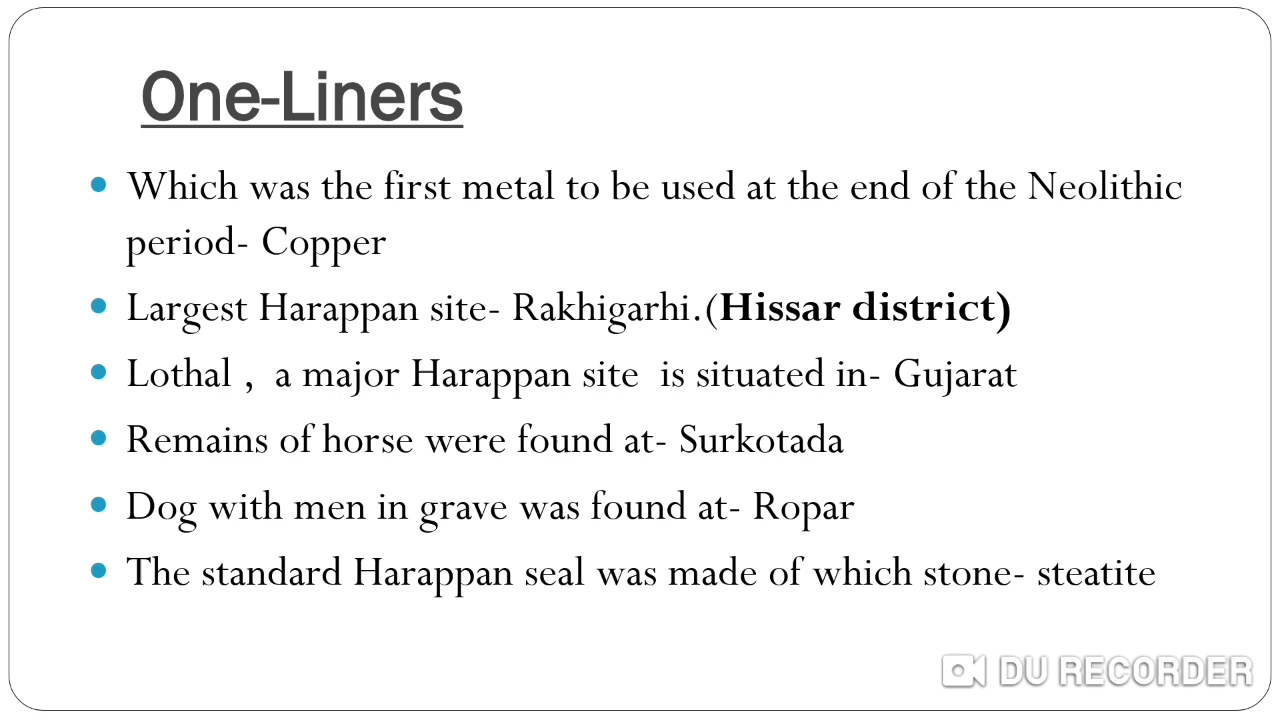 One-Liners
Which was the first metal to be used at the end of the Neolithic
period- Copper
Largest Harappan site- Rakhigarhi.(Hissar district)
Lothal , a major Harappan site is situated in- Gujarat
Remains of horse were found at- Surkotada
Dog with men in grave was found at- Ropar
The standard Harappan seal was made of which stone- steatite
DU RECORDER